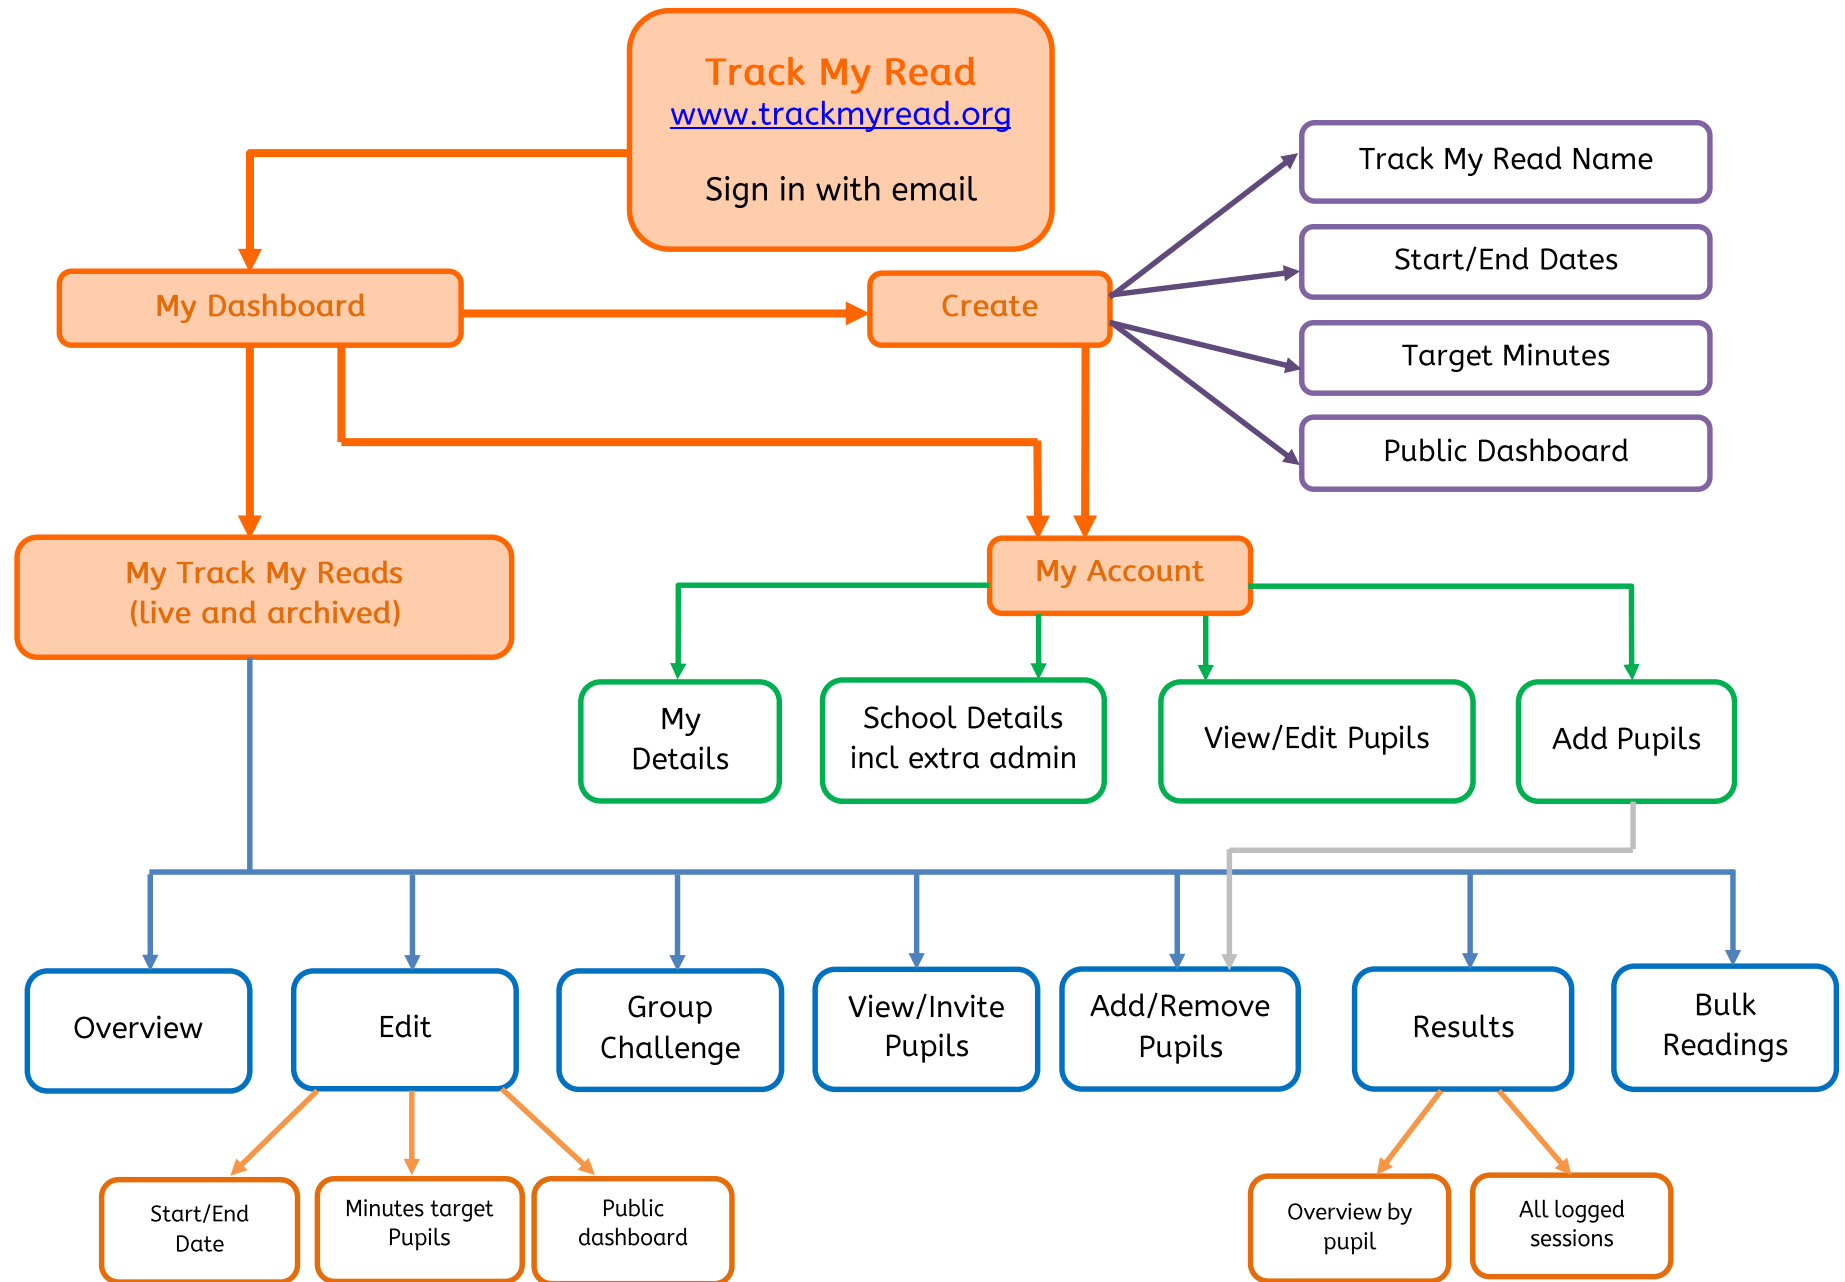 Track My Read
www.trackmyread.org
Sign in with email
Track My Read Name
Start/End Dates
Target Minutes
Public Dashboard
My Dashboard
Create
My Track My Reads
(live and archived)
My Account
My
Details
School Details
incl extra admin
View/Edit Pupils
Add Pupils
Overview
Edit
Group
Challenge
View/Invite
Pupils
Add/Remove
Pupils
Results
Bulk
Readings
Start/End
Date
Minutes target
Pupils
Public
dashboard
Overview by
pupil
All logged
sessions